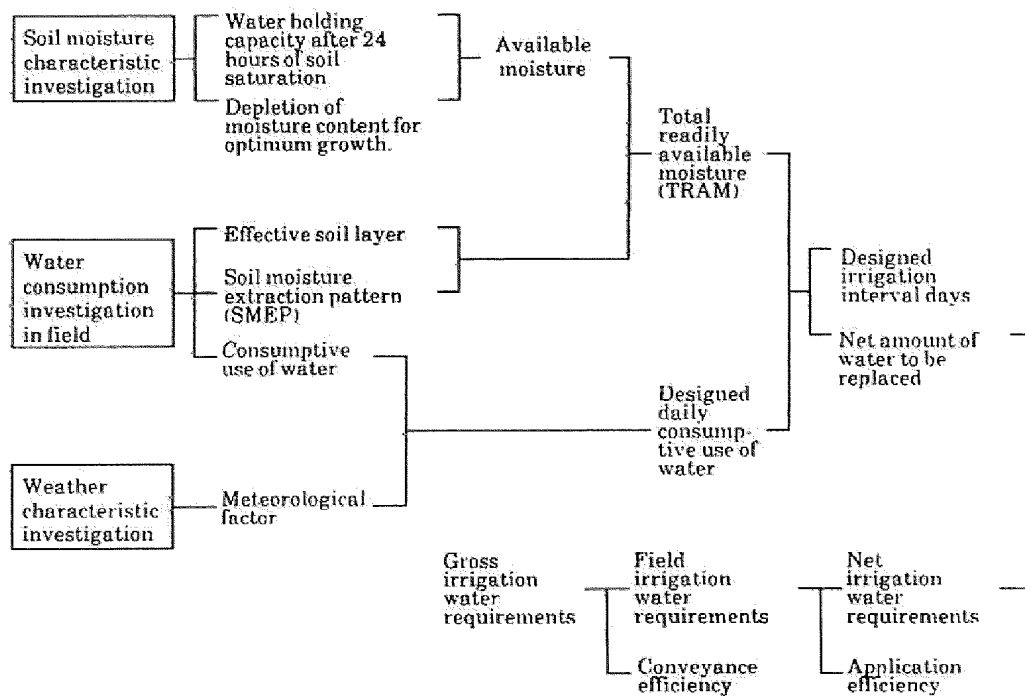 Soil moisture
characteristic
investigation
Water holding
capacity after 24
hours of soil
saturation
Depletion of
moisture content for
optimum growth.
Available
moisture
Total
readily
available
moisture
(TRAM)
Water
consumption
investigation
in field
Effective soil layer
Soil moisture
extraction pattern
(SMEP)
Consumptive
use of water
Designed
irrigation
interval days
Net amount of
water to be
replaced
Designed
daily
consump-
tive use of
water
Weather
characteristic
investigation
Meteorological
factor
Gross
irrigation
water
requirements
Field
irrigation
water
requirements
Net
irrigation
water
requirements
Conveyance
efficiency
Application
efficiency